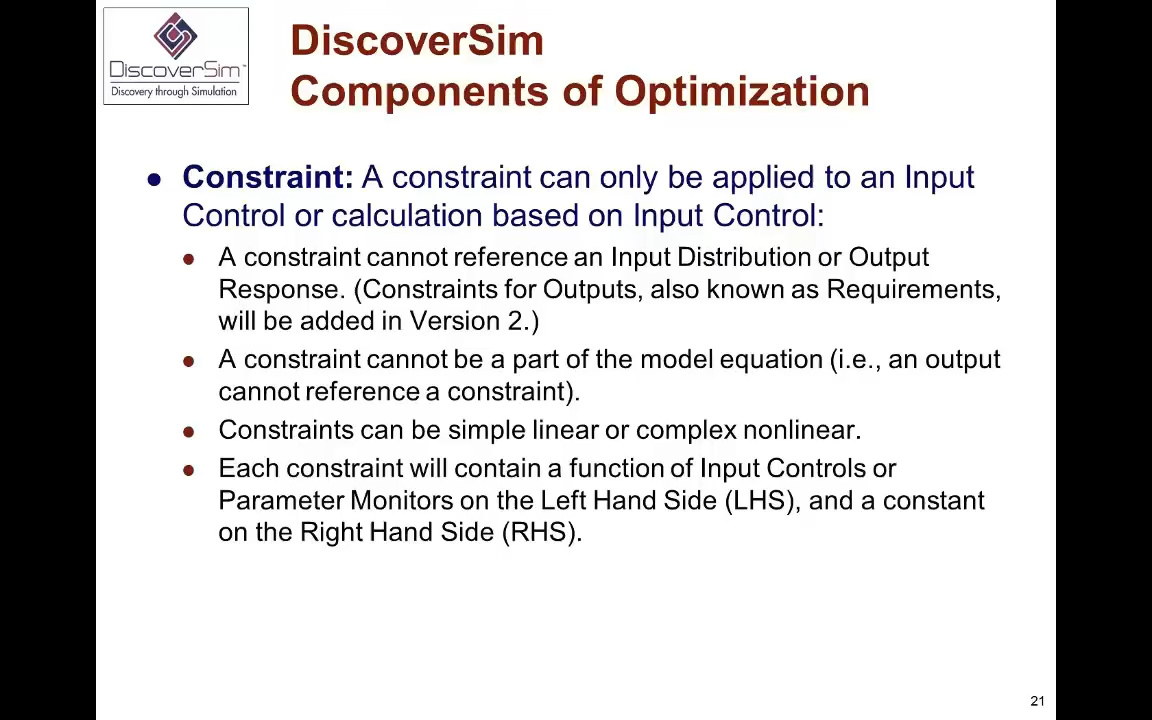 DiscoverSim™
Discovery through Simulation
DiscoverSim
Components of Optimization
● Constraint: A constraint can only be applied to an Input
Control or calculation based on Input Control:
● A constraint cannot reference an Input Distribution or Output
Response. (Constraints for Outputs, also known as Requirements,
will be added in Version 2.)
● A constraint cannot be a part of the model equation (i.e., an output
cannot reference a constraint).
● Constraints can be simple linear or complex nonlinear.
● Each constraint will contain a function of Input Controls or
Parameter Monitors on the Left Hand Side (LHS), and a constant
on the Right Hand Side (RHS).
21